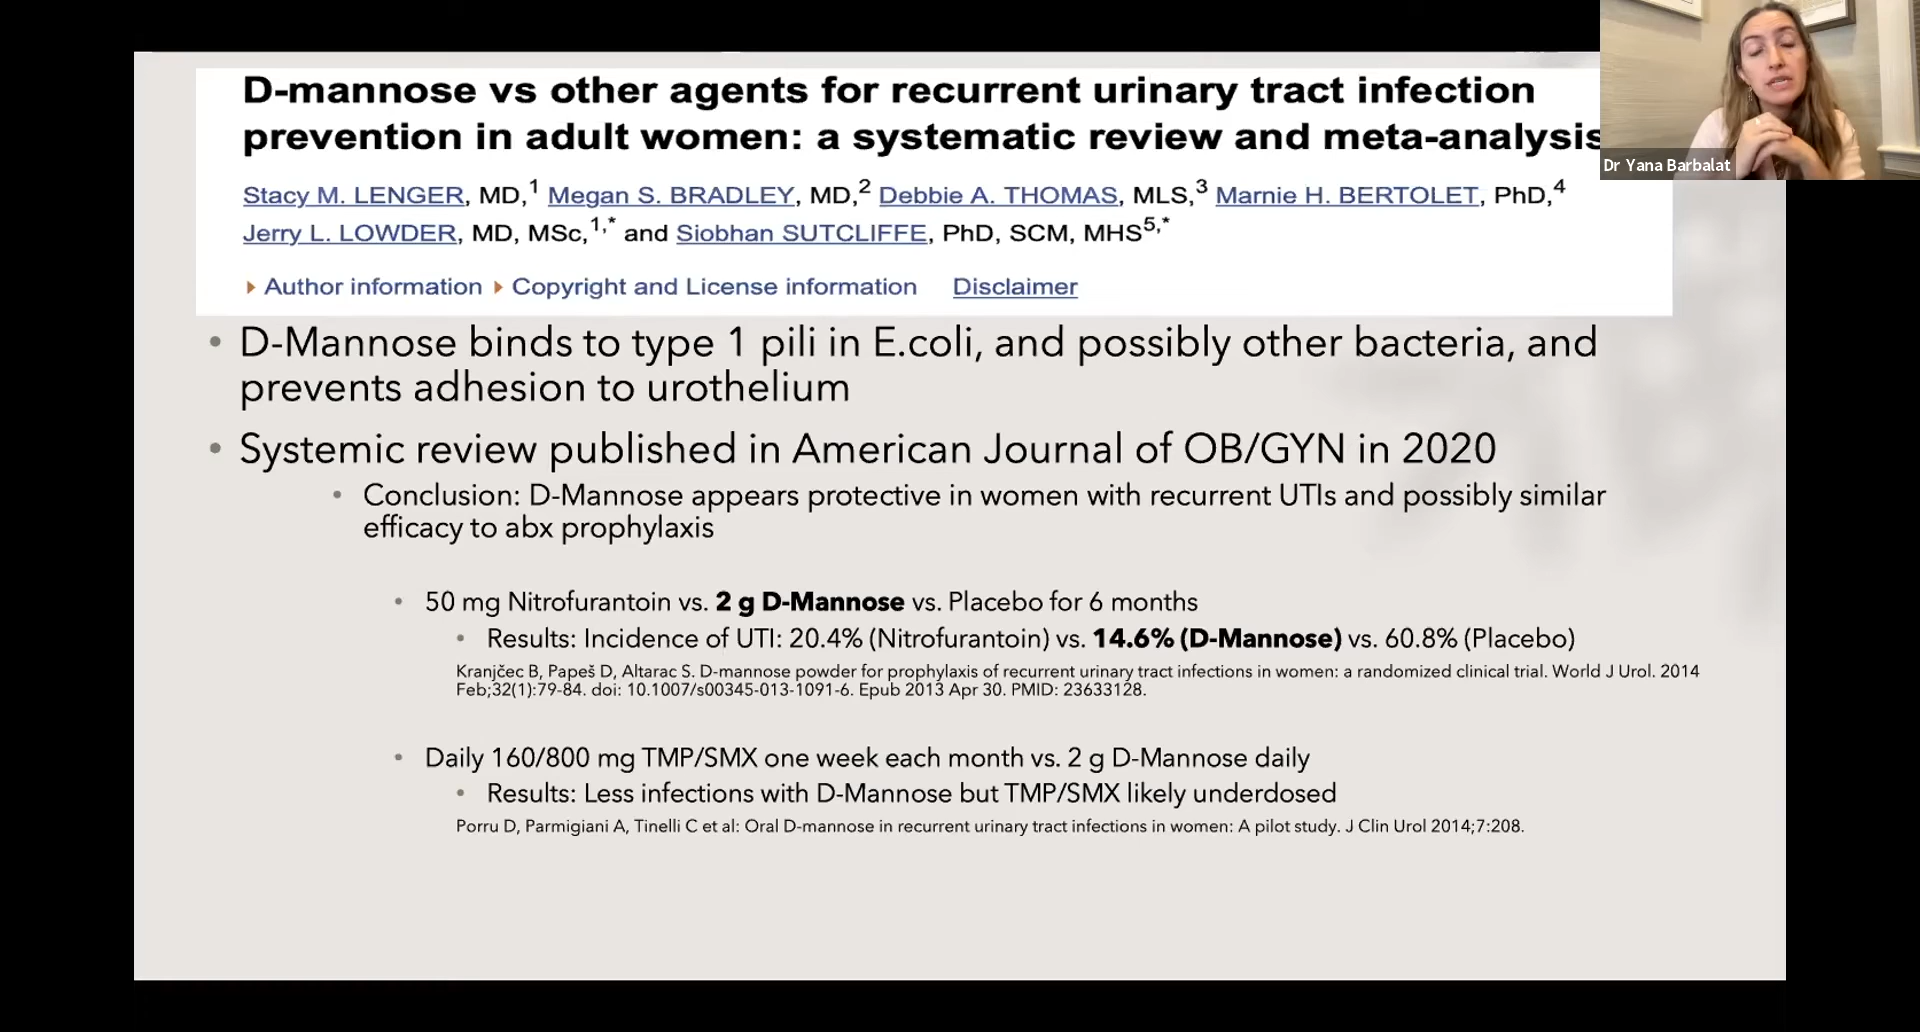 D-mannose vs other agents for recurrent urinary tract infection
prevention in adult women: a systematic review and meta-analysis
Dr Yana Barbalat
Stacy M. LENGER, MD,1 Megan S. BRADLEY, MD,2 Debbie A. THOMAS, MLS,3 Marnie H. BERTOLET, PhD,4
Jerry L. LOWDER, MD, MSc,1,* and Siobhan SUTCLIFFE, PhD, SCM, MHS5,*
Author information Copyright and License information Disclaimer
• D-Mannose binds to type 1 pili in E.coli, and possibly other bacteria, and
prevents adhesion to urothelium
• Systemic review published in American Journal of OB/GYN in 2020
• Conclusion: D-Mannose appears protective in women with recurrent UTIs and possibly similar
efficacy to abx prophylaxis
• 50 mg Nitrofurantoin vs. 2 g D-Mannose vs. Placebo for 6 months
• Results: Incidence of UTI: 20.4% (Nitrofurantoin) vs. 14.6% (D-Mannose) vs. 60.8% (Placebo)
Kranjčec B, Papeš D, Altarac S. D-mannose powder for prophylaxis of recurrent urinary tract infections in women: a randomized clinical trial. World J Urol. 2014
Feb;32(1):79-84. doi: 10.1007/s00345-013-1091-6. Epub 2013 Apr 30. PMID: 23633128.
• Daily 160/800 mg TMP/SMX one week each month vs. 2 g D-Mannose daily
• Results: Less infections with D-Mannose but TMP/SMX likely underdosed
Porru D, Parmigiani A, Tinelli C et al: Oral D-mannose in recurrent urinary tract infections in women: A pilot study. J Clin Urol 2014;7:208.